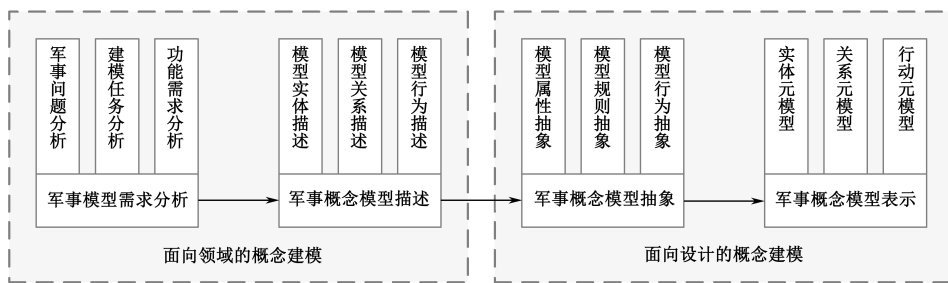 军事问题分析
建模任务分析
功能需求分析
军事模型需求分析
模型实体描述
模型关系描述
模型行为描述
军事概念模型描述
面向领域的概念建模
模型属性抽象
模型规则抽象
模型行为抽象
军事概念模型抽象
实体元模型
关系元模型
行动元模型
军事概念模型表示
面向设计的概念建模